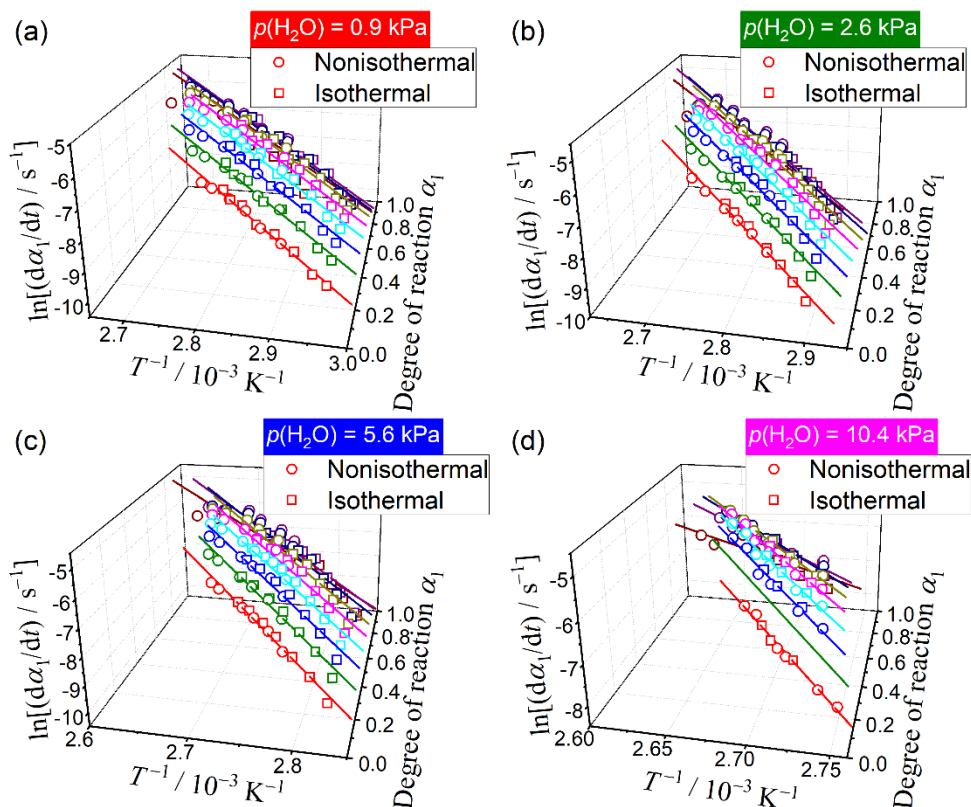 (a)
p(H₂O) = 0.9 kPa
Nonisothermal
Isothermal
ln[(dα₁/dt) / s⁻¹]
-5
-6
-7
-8
-9
-10
2.7
2.8
2.9
3.0
T⁻¹ / 10⁻³ K⁻¹
0.0
0.2
0.4
0.6
0.8
1.0
Degree of reaction α₁
(b)
p(H₂O) = 2.6 kPa
Nonisothermal
Isothermal
ln[(dα₁/dt) / s⁻¹]
-5
-6
-7
-8
-9
-10
2.7
2.8
2.9
T⁻¹ / 10⁻³ K⁻¹
0.0
0.2
0.4
0.6
0.8
1.0
Degree of reaction α₁
(c)
p(H₂O) = 5.6 kPa
Nonisothermal
Isothermal
ln[(dα₁/dt) / s⁻¹]
-5
-6
-7
-8
-9
-10
2.6
2.7
2.8
T⁻¹ / 10⁻³ K⁻¹
0.0
0.2
0.4
0.6
0.8
1.0
Degree of reaction α₁
(d)
p(H₂O) = 10.4 kPa
Nonisothermal
Isothermal
ln[(dα₁/dt) / s⁻¹]
-5
-6
-7
-8
2.60
2.65
2.70
2.75
T⁻¹ / 10⁻³ K⁻¹
0.0
0.2
0.4
0.6
0.8
1.0
Degree of reaction α₁